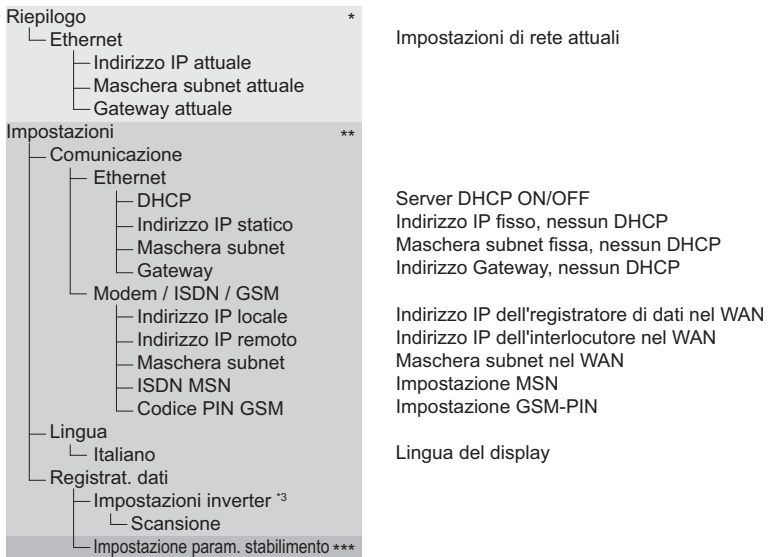 Riepilogo *
Ethernet Impostazioni di rete attuali
Indirizzo IP attuale
Maschera subnet attuale
Gateway attuale
Impostazioni **
Comunicazione
Ethernet
DHCP Server DHCP ON/OFF
Indirizzo IP statico Indirizzo IP fisso, nessun DHCP
Maschera subnet Maschera subnet fissa, nessun DHCP
Gateway Indirizzo Gateway, nessun DHCP
Modem / ISDN / GSM
Indirizzo IP locale Indirizzo IP dell'registratore di dati nel WAN
Indirizzo IP remoto Indirizzo IP dell'interlocutore nel WAN
Maschera subnet Maschera subnet nel WAN
ISDN MSN Impostazione MSN
Codice PIN GSM Impostazione GSM-PIN
Lingua
Italiano Lingua del display
Registrat. dati
Impostazioni inverter *3
Scansione
Impostazione param. stabilimento ***